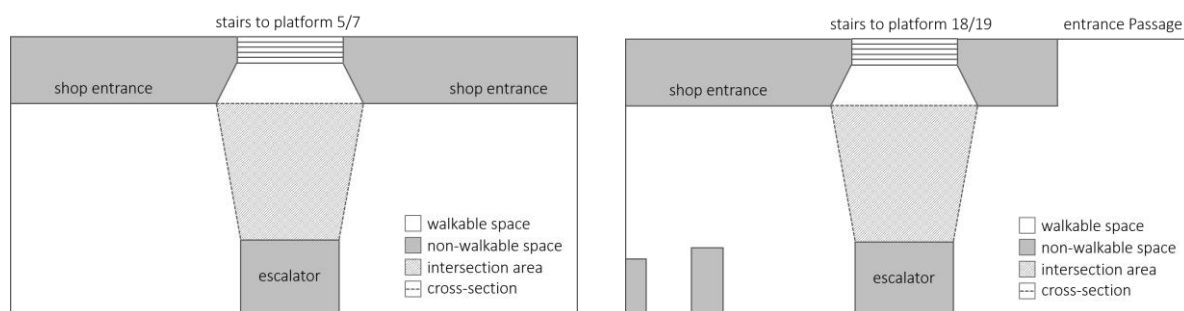 stairs to platform 5/7
shop entrance
shop entrance
walkable space
non-walkable space
intersection area
cross-section
escalator
stairs to platform 18/19
entrance Passage
shop entrance
walkable space
non-walkable space
intersection area
cross-section
escalator